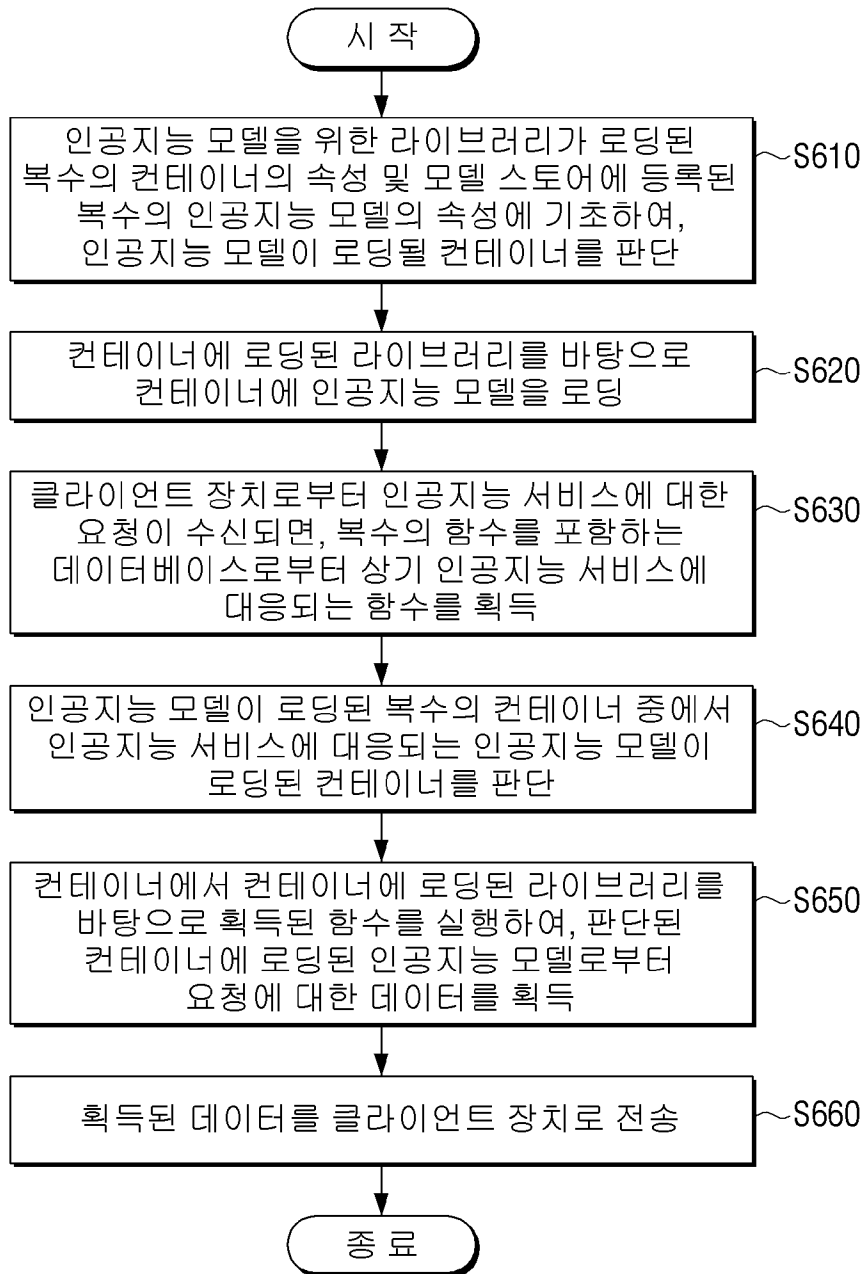 시 작
인공지능 모델을 위한 라이브러리가 로딩된
복수의 컨테이너의 속성 및 모델 스토어에 등록된
복수의 인공지능 모델의 속성에 기초하여,
인공지능 모델이 로딩될 컨테이너를 판단
S610
컨테이너에 로딩된 라이브러리를 바탕으로
컨테이너에 인공지능 모델을 로딩
S620
클라이언트 장치로부터 인공지능 서비스에 대한
요청이 수신되면, 복수의 함수를 포함하는
데이터베이스로부터 상기 인공지능 서비스에
대응되는 함수를 획득
S630
인공지능 모델이 로딩된 복수의 컨테이너 중에서
인공지능 서비스에 대응되는 인공지능 모델이
로딩된 컨테이너를 판단
S640
컨테이너에서 컨테이너에 로딩된 라이브러리를
바탕으로 획득된 함수를 실행하여, 판단된
컨테이너에 로딩된 인공지능 모델로부터
요청에 대한 데이터를 획득
S650
획득된 데이터를 클라이언트 장치로 전송
S660
종 료